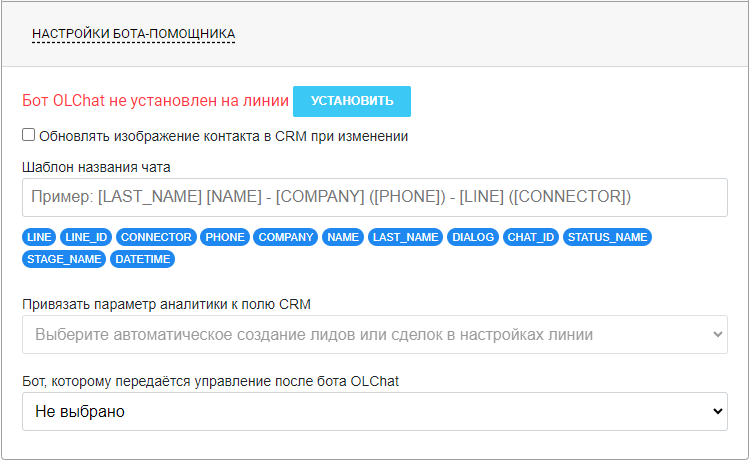 НАСТРОЙКИ БОТА-ПОМОЩНИКА
Бот OLChat не установлен на линии УСТАНОВИТЬ
Обновлять изображение контакта в CRM при изменении
Шаблон названия чата
Пример: [LAST_NAME] [NAME] - [COMPANY] ([PHONE]) - [LINE] ([CONNECTOR])
LINE LINE_ID CONNECTOR PHONE COMPANY NAME LAST_NAME DIALOG CHAT_ID STATUS_NAME
STAGE_NAME DATETIME
Привязать параметр аналитики к полю CRM
Выберите автоматическое создание лидов или сделок в настройках линии
Бот, которому передаётся управление после бота OLChat
Не выбрано